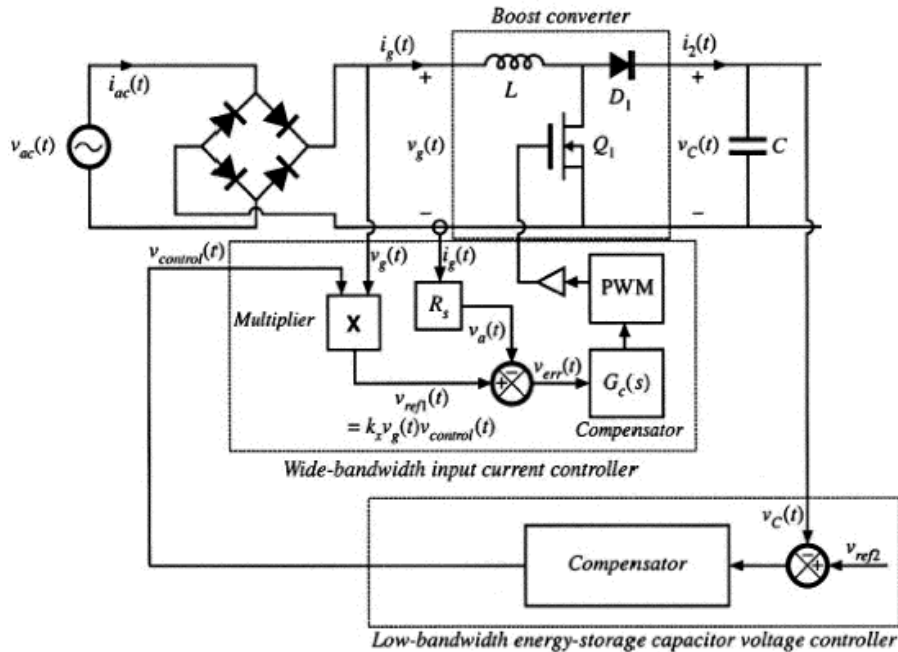 Boost converter
i_g(t)
i_2(t)
i_ac(t)
+
+
L
D_1
v_ac(t)
v_g(t)
Q_1
v_C(t)
C
–
–
v_control(t)
v_g(t)
i_g(t)
Multiplier
X
R_s
PWM
v_a(t)
–
+
v_err(t)
G_c(s)
v_ref1(t)
= k_x v_g(t)v_control(t)
Compensator
Wide-bandwidth input current controller
v_C(t)
Compensator
–
+
v_ref2
Low-bandwidth energy-storage capacitor voltage controller